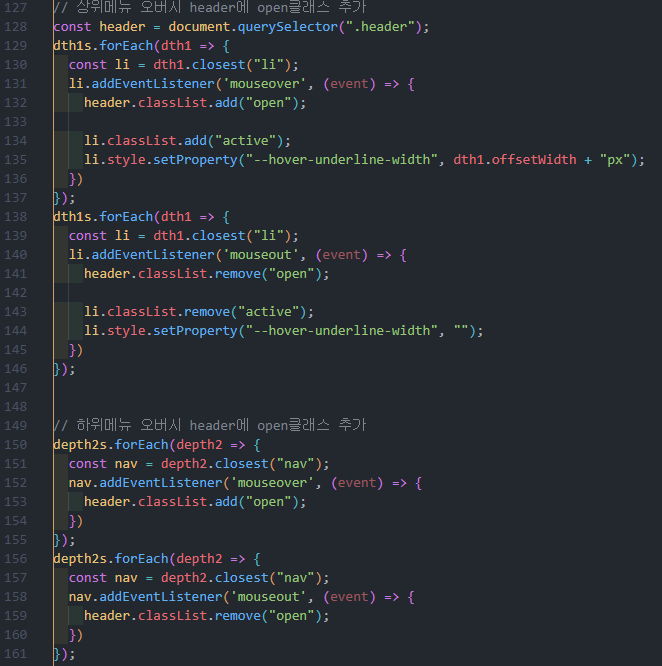 127 // 상위메뉴 오버시 header에 open클래스 추가
128 const header = document.querySelector(".header");
129 dth1s.forEach(dth1 => {
130   const li = dth1.closest("li");
131   li.addEventListener('mouseover', (event) => {
132     header.classList.add("open");
133
134     li.classList.add("active");
135     li.style.setProperty("--hover-underline-width", dth1.offsetWidth + "px");
136   })
137 });
138 dth1s.forEach(dth1 => {
139   const li = dth1.closest("li");
140   li.addEventListener('mouseout', (event) => {
141     header.classList.remove("open");
142
143     li.classList.remove("active");
144     li.style.setProperty("--hover-underline-width", "");
145   })
146 });
147
148
149 // 하위메뉴 오버시 header에 open클래스 추가
150 depth2s.forEach(depth2 => {
151   const nav = depth2.closest("nav");
152   nav.addEventListener('mouseover', (event) => {
153     header.classList.add("open");
154   })
155 });
156 depth2s.forEach(depth2 => {
157   const nav = depth2.closest("nav");
158   nav.addEventListener('mouseout', (event) => {
159     header.classList.remove("open");
160   })
161 });